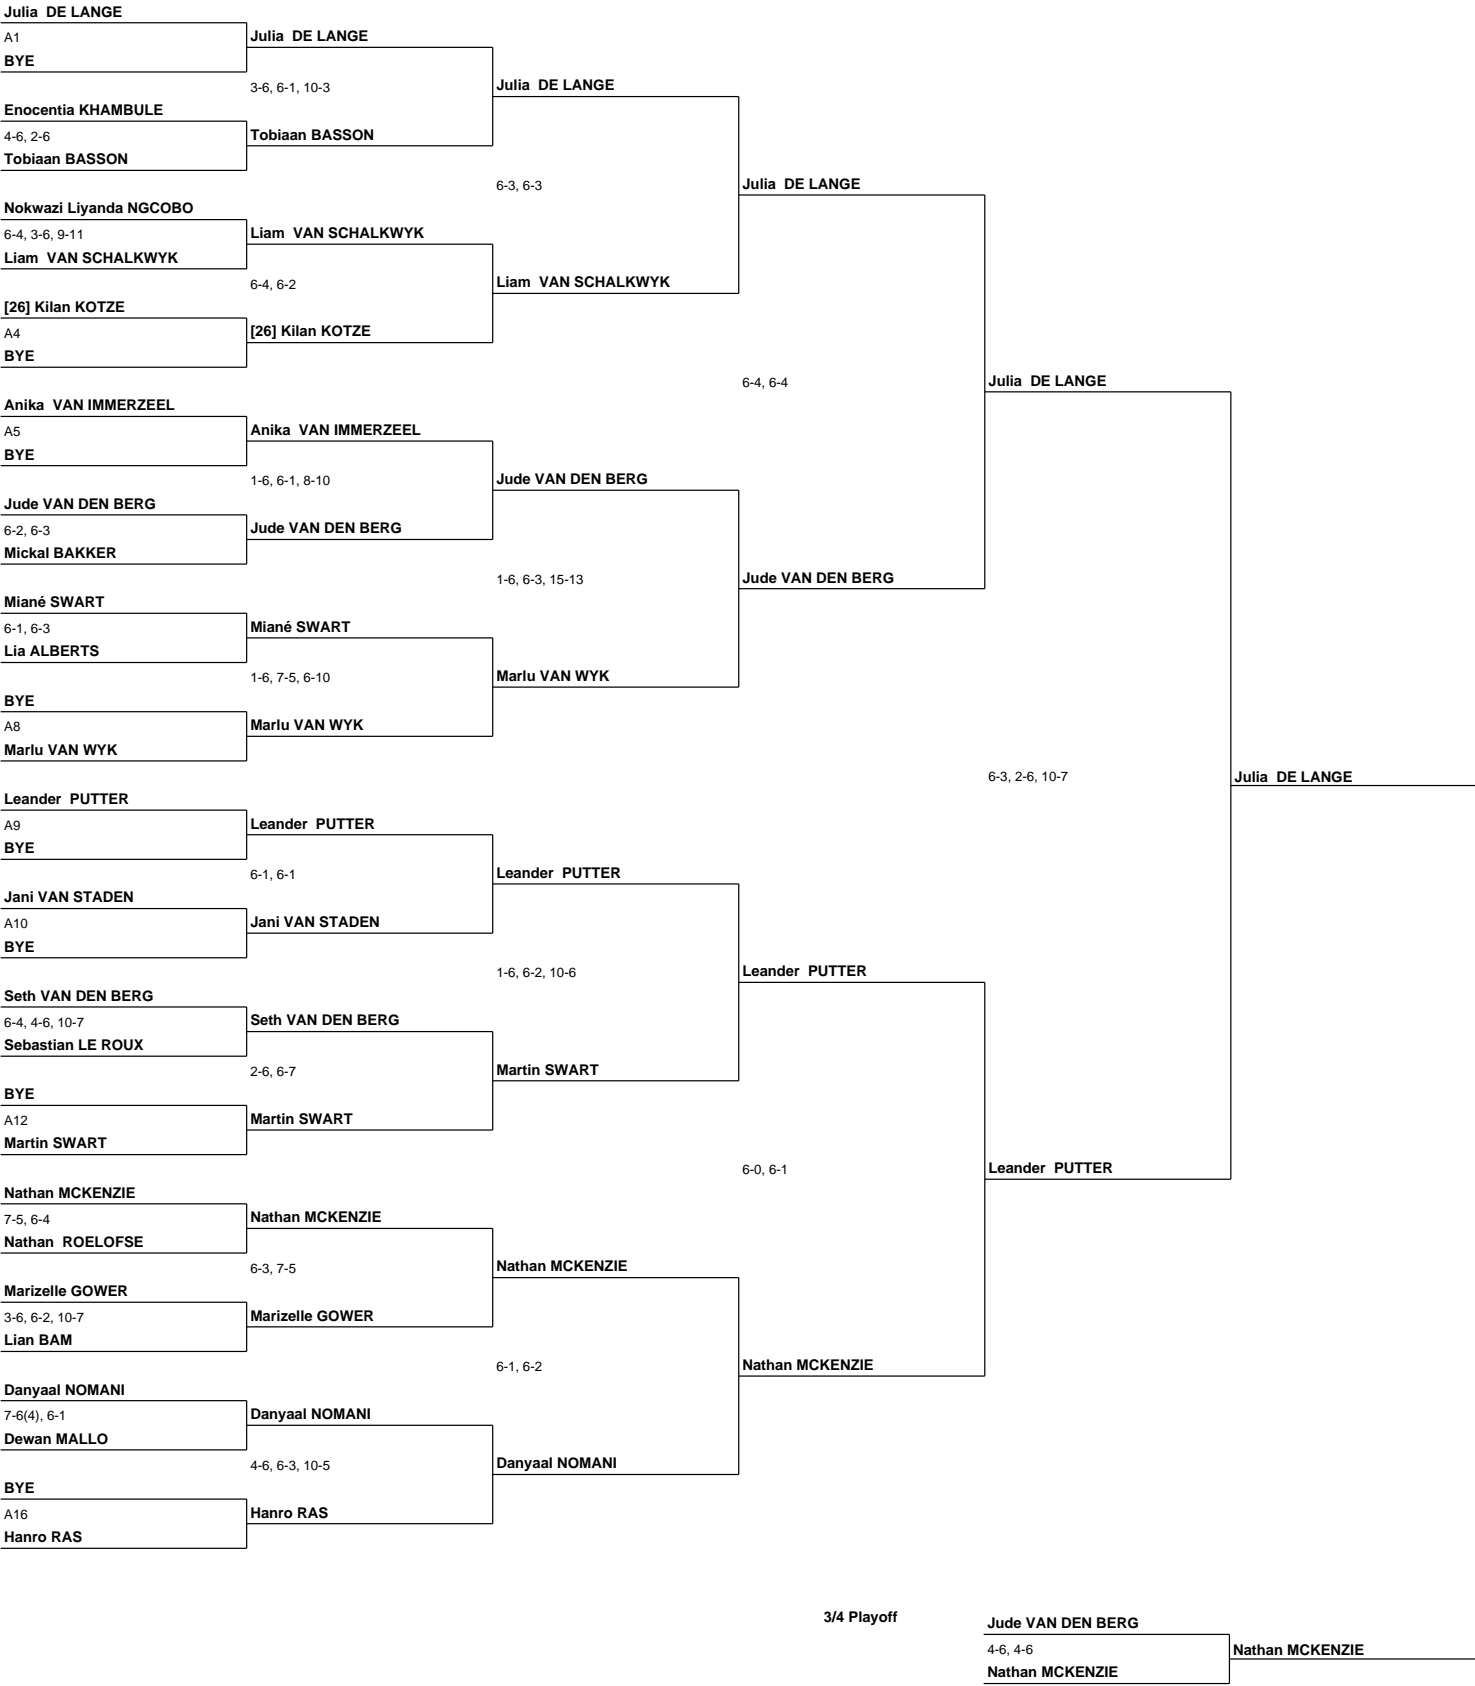 Julia DE LANGE
A1
BYE
Julia DE LANGE
3-6, 6-1, 10-3
Julia DE LANGE
Enocentia KHAMBULE
4-6, 2-6
Tobiaan BASSON
Tobiaan BASSON
6-3, 6-3
Julia DE LANGE
Nokwazi Liyanda NGCOBO
6-4, 3-6, 9-11
Liam VAN SCHALKWYK
Liam VAN SCHALKWYK
6-4, 6-2
Liam VAN SCHALKWYK
[26] Kilan KOTZE
A4
BYE
[26] Kilan KOTZE
6-4, 6-4
Julia DE LANGE
Anika VAN IMMERZEEL
A5
BYE
Anika VAN IMMERZEEL
1-6, 6-1, 8-10
Jude VAN DEN BERG
Jude VAN DEN BERG
6-2, 6-3
Mickal BAKKER
Jude VAN DEN BERG
1-6, 6-3, 15-13
Jude VAN DEN BERG
Miané SWART
6-1, 6-3
Lia ALBERTS
Miané SWART
1-6, 7-5, 6-10
Marlu VAN WYK
BYE
A8
Marlu VAN WYK
Marlu VAN WYK
6-3, 2-6, 10-7
Julia DE LANGE
Leander PUTTER
A9
BYE
Leander PUTTER
6-1, 6-1
Leander PUTTER
Jani VAN STADEN
A10
BYE
Jani VAN STADEN
1-6, 6-2, 10-6
Leander PUTTER
Seth VAN DEN BERG
6-4, 4-6, 10-7
Sebastian LE ROUX
Seth VAN DEN BERG
2-6, 6-7
Martin SWART
BYE
A12
Martin SWART
Martin SWART
6-0, 6-1
Leander PUTTER
Nathan MCKENZIE
7-5, 6-4
Nathan ROELOFSE
Nathan MCKENZIE
6-3, 7-5
Nathan MCKENZIE
Marizelle GOWER
3-6, 6-2, 10-7
Lian BAM
Marizelle GOWER
6-1, 6-2
Nathan MCKENZIE
Danyaal NOMANI
7-6(4), 6-1
Dewan MALLO
Danyaal NOMANI
4-6, 6-3, 10-5
Danyaal NOMANI
BYE
A16
Hanro RAS
Hanro RAS
3/4 Playoff
Jude VAN DEN BERG
4-6, 4-6
Nathan MCKENZIE
Nathan MCKENZIE